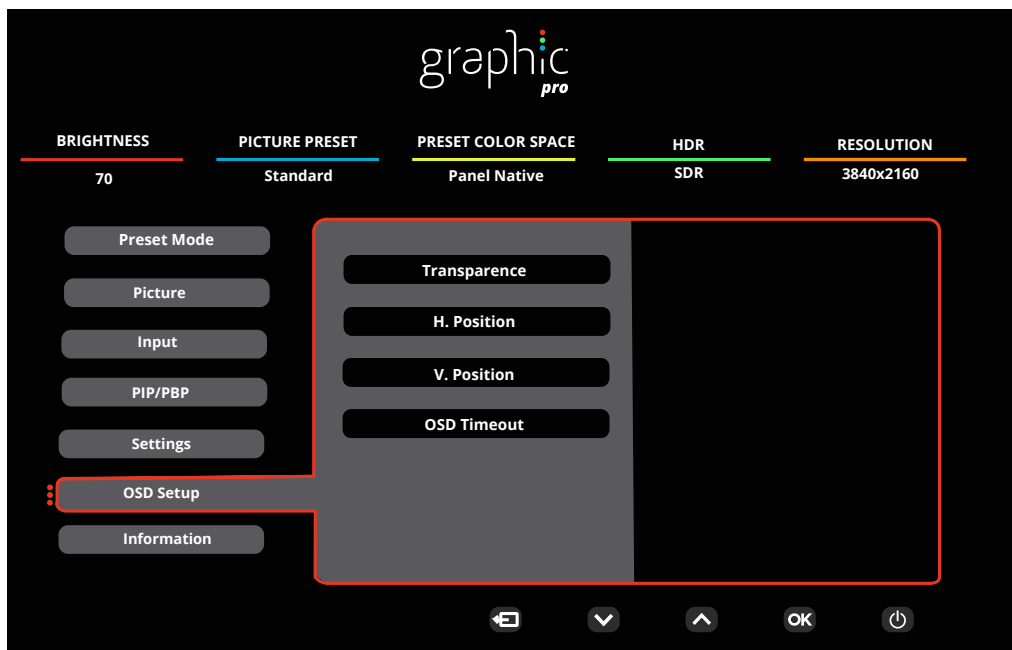 graphic
pro
BRIGHTNESS PICTURE PRESET PRESET COLOR SPACE HDR RESOLUTION
70 Standard Panel Native SDR 3840x2160
Preset Mode
Picture
Input
PIP/PBP
Settings
OSD Setup
Information
Transparence
H. Position
V. Position
OSD Timeout
OK